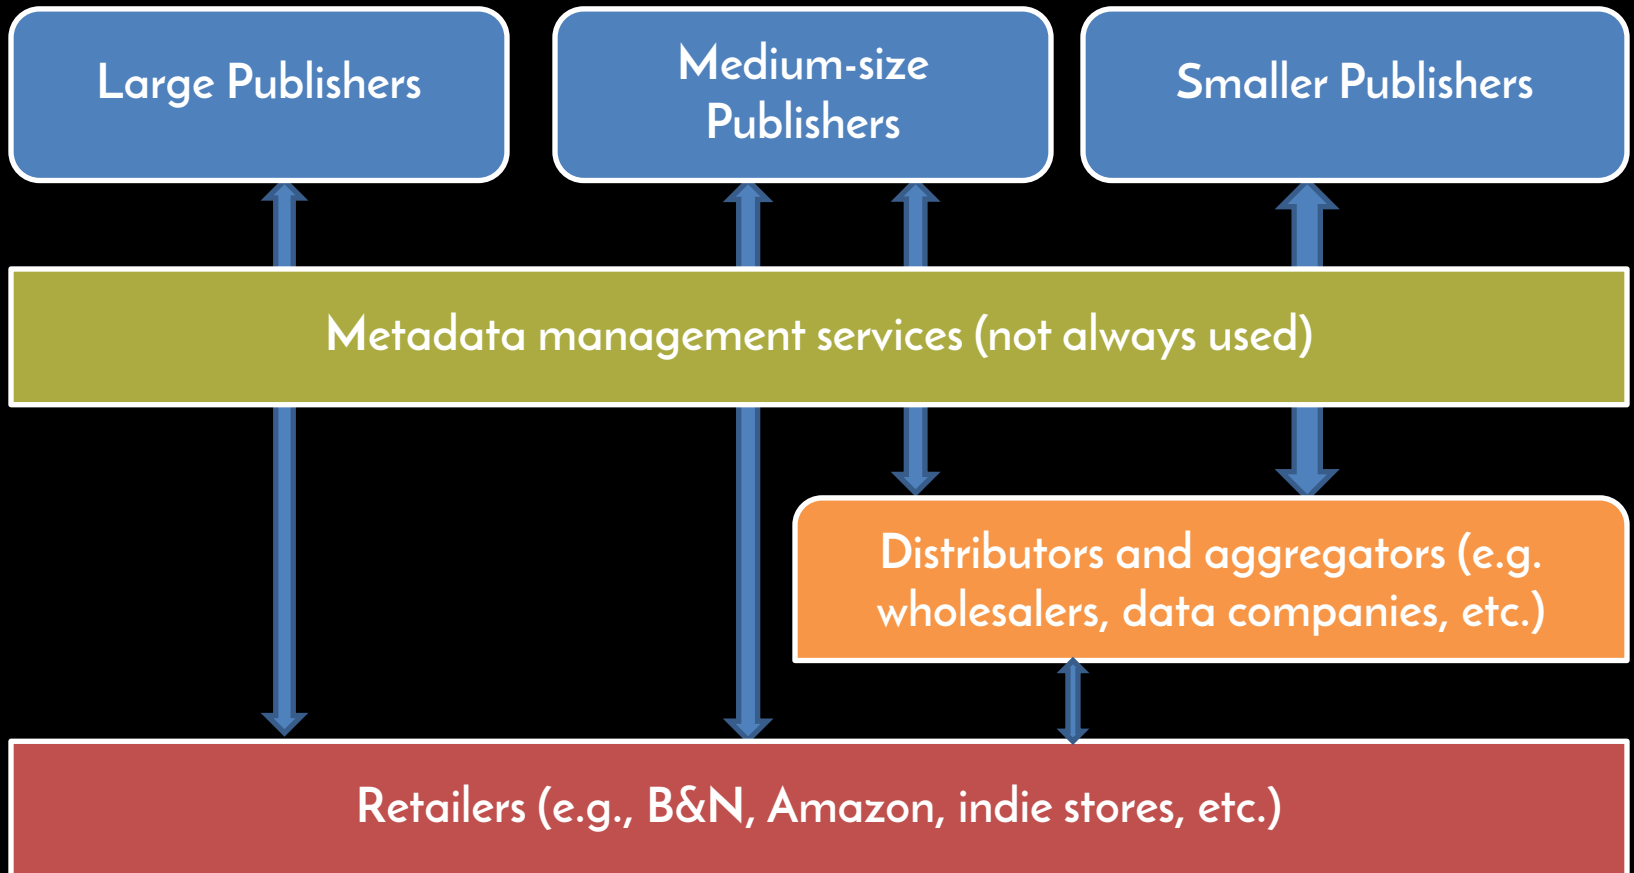 Large Publishers
Medium-size
Publishers
Smaller Publishers
Metadata management services (not always used)
Distributors and aggregators (e.g.
wholesalers, data companies, etc.)
Retailers (e.g., B&N, Amazon, indie stores, etc.)